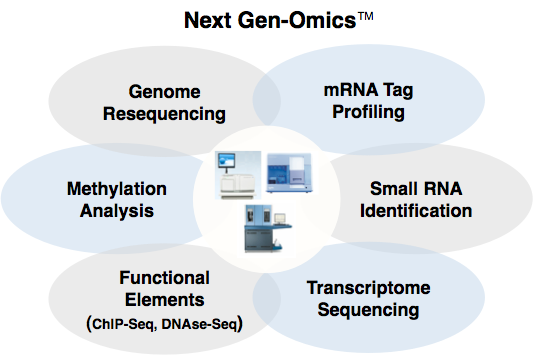 Next Gen-Omics™
Genome
Resequencing
mRNA Tag
Profiling
Methylation
Analysis
Small RNA
Identification
Functional
Elements
(ChIP-Seq, DNAse-Seq)
Transcriptome
Sequencing